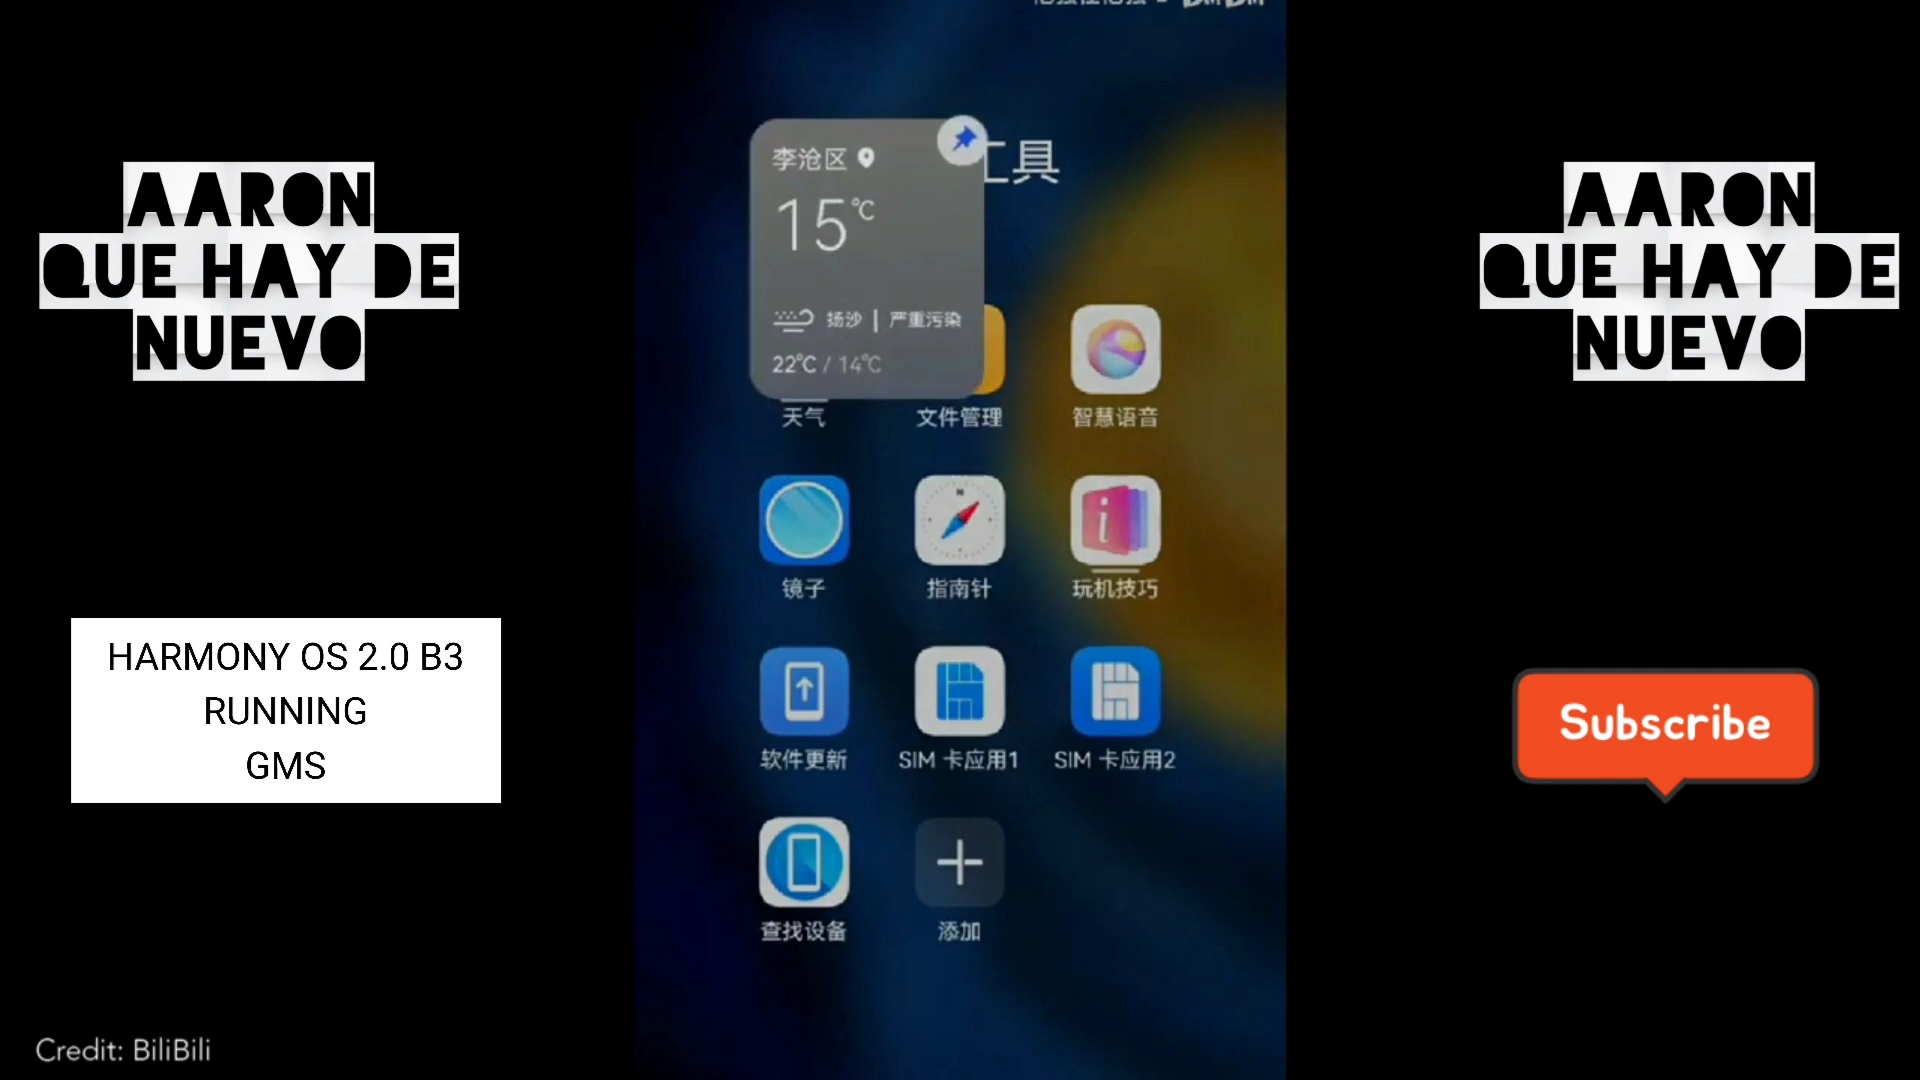 AARON
QUE HAY DE
NUEVO
HARMONY OS 2.0 B3
RUNNING
GMS
Credit: BiliBili
工具
李沧区
15°C
扬沙 | 严重污染
22°C / 14°C
天气 文件管理 智慧语音
镜子 指南针 玩机技巧
软件更新 SIM 卡应用1 SIM 卡应用2
查找设备 添加
AARON
QUE HAY DE
NUEVO
Subscribe